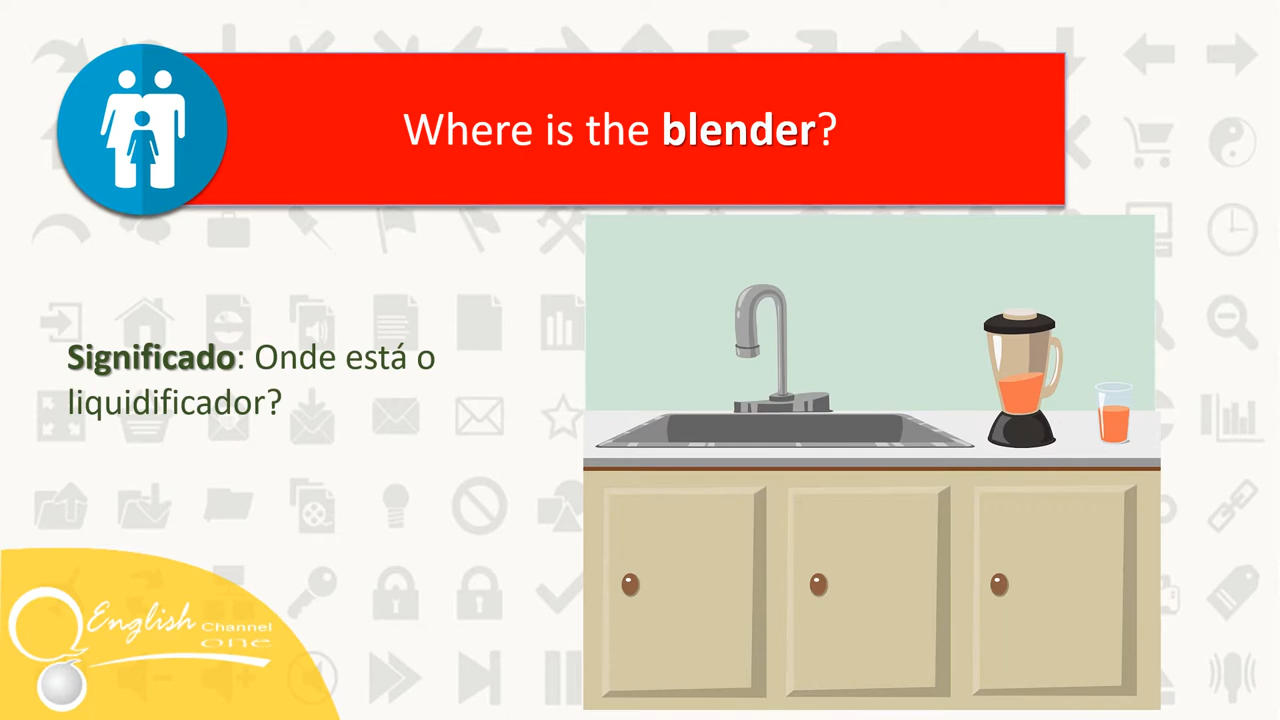 Where is the blender?
Significado: Onde está o
liquidificador?
English Channel
one